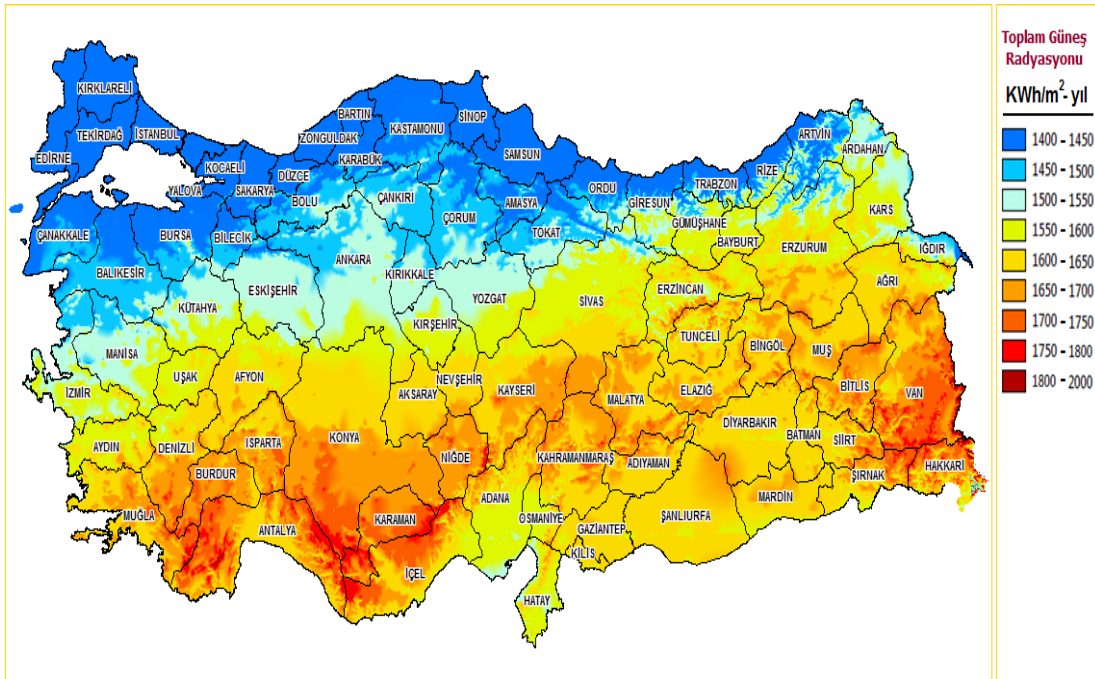 Toplam Güneş
Radyasyonu
KWh/m²- yıl
1400 - 1450
1450 - 1500
1500 - 1550
1550 - 1600
1600 - 1650
1650 - 1700
1700 - 1750
1750 - 1800
1800 - 2000
KIRKLARELİ
TEKİRDAĞ
İSTANBUL
EDİRNE
KOCAELİ
YALOVA
SAKARYA
DÜZCE
ZONGULDAK
BARTIN
KARABÜK
KASTAMONU
SİNOP
SAMSUN
BOLU
ÇANKIRI
ÇORUM
AMASYA
TOKAT
ORDU
GİRESUN
TRABZON
RİZE
ARTVİN
ARDAHAN
GÜMÜŞHANE
BAYBURT
ERZURUM
KARS
IĞDIR
ÇANAKKALE
BURSA
BİLECİK
BALIKESİR
KÜTAHYA
ESKİŞEHİR
ANKARA
KIRIKKALE
YOZGAT
SİVAS
ERZİNCAN
AĞRI
KIRŞEHİR
TUNCELİ
BİNGÖL
MUŞ
MANİSA
UŞAK
AFYON
İZMİR
AKSARAY
NEVŞEHİR
KAYSERİ
MALATYA
ELAZIĞ
BİTLİS
VAN
DİYARBAKIR
BATMAN
SİİRT
AYDIN
DENİZLİ
ISPARTA
KONYA
NİĞDE
KAHRAMANMARAŞ
ADIYAMAN
HAKKARİ
ŞIRNAK
MARDİN
BURDUR
ADANA
MUĞLA
ANTALYA
KARAMAN
OSMANİYE
GAZİANTEP
ŞANLIURFA
KİLİS
İÇEL
HATAY